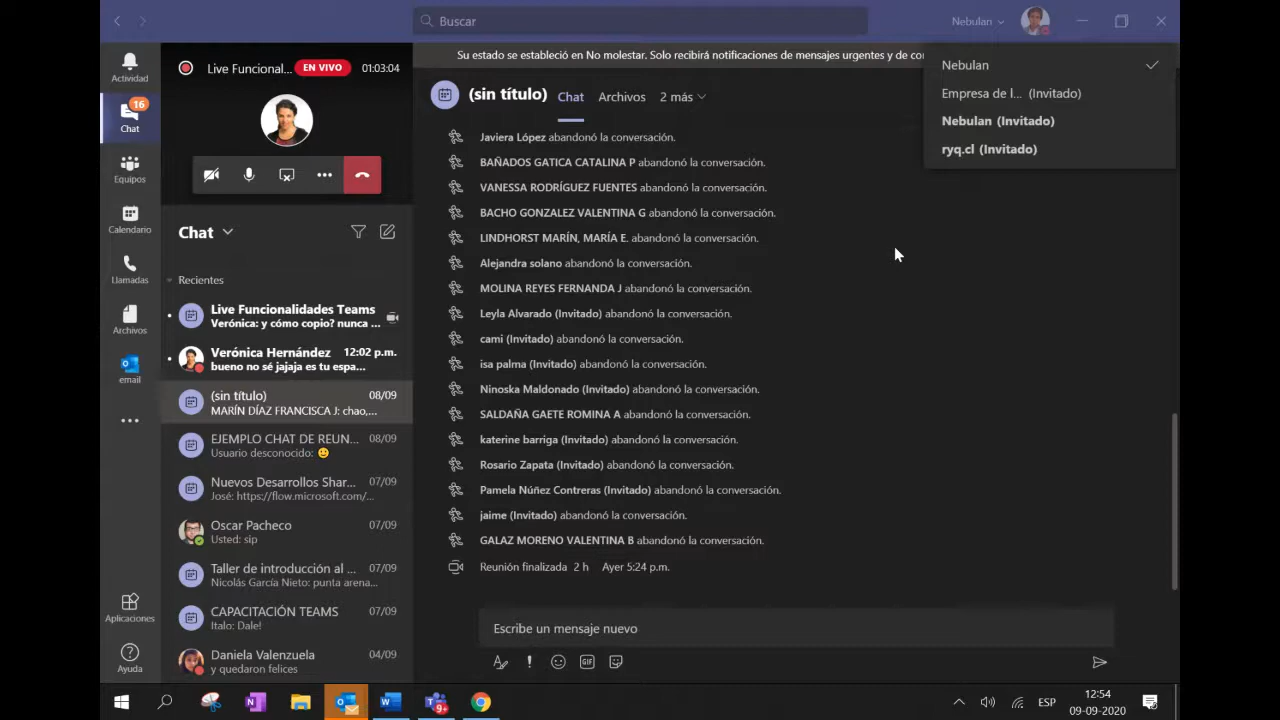 Buscar
Nebulan
Actividad
16
Chat
Equipos
Calendario
Llamadas
Archivos
email
Aplicaciones
Ayuda
Live Funcional... EN VIVO 01:03:04
Chat
Recientes
Live Funcionalidades Teams
Verónica: y cómo copio? nunca ...
Verónica Hernández 12:02 p.m.
bueno no sé jajaja es tu espa...
(sin título) 08/09
MARÍN DÍAZ FRANCISCA J: chao,...
EJEMPLO CHAT DE REUN... 08/09
Usuario desconocido: 🙂
Nuevos Desarrollos Shar... 07/09
José: https://flow.microsoft.com/...
Oscar Pacheco 07/09
Usted: sip
Taller de introducción al ... 07/09
Nicolás García Nieto: punta arena...
CAPACITACIÓN TEAMS 07/09
Italo: Dale!
Daniela Valenzuela 04/09
y quedaron felices
Su estado se estableció en No molestar. Solo recibirá notificaciones de mensajes urgentes y de co
Nebulan
Empresa de l... (Invitado)
Nebulan (Invitado)
ryq.cl (Invitado)
(sin título) Chat Archivos 2 más
Javiera López abandonó la conversación.
BAÑADOS GATICA CATALINA P abandonó la conversación.
VANESSA RODRÍGUEZ FUENTES abandonó la conversación.
BACHO GONZALEZ VALENTINA G abandonó la conversación.
LINDHORST MARÍN, MARÍA E. abandonó la conversación.
Alejandra solano abandonó la conversación.
MOLINA REYES FERNANDA J abandonó la conversación.
Leyla Alvarado (Invitado) abandonó la conversación.
cami (Invitado) abandonó la conversación.
isa palma (Invitado) abandonó la conversación.
Ninoska Maldonado (Invitado) abandonó la conversación.
SALDAÑA GAETE ROMINA A abandonó la conversación.
katerine barriga (Invitado) abandonó la conversación.
Rosario Zapata (Invitado) abandonó la conversación.
Pamela Núñez Contreras (Invitado) abandonó la conversación.
jaime (Invitado) abandonó la conversación.
GALAZ MORENO VALENTINA B abandonó la conversación.
Reunión finalizada 2 h Ayer 5:24 p.m.
Escribe un mensaje nuevo
GIF
9+
ESP
12:54
09-09-2020